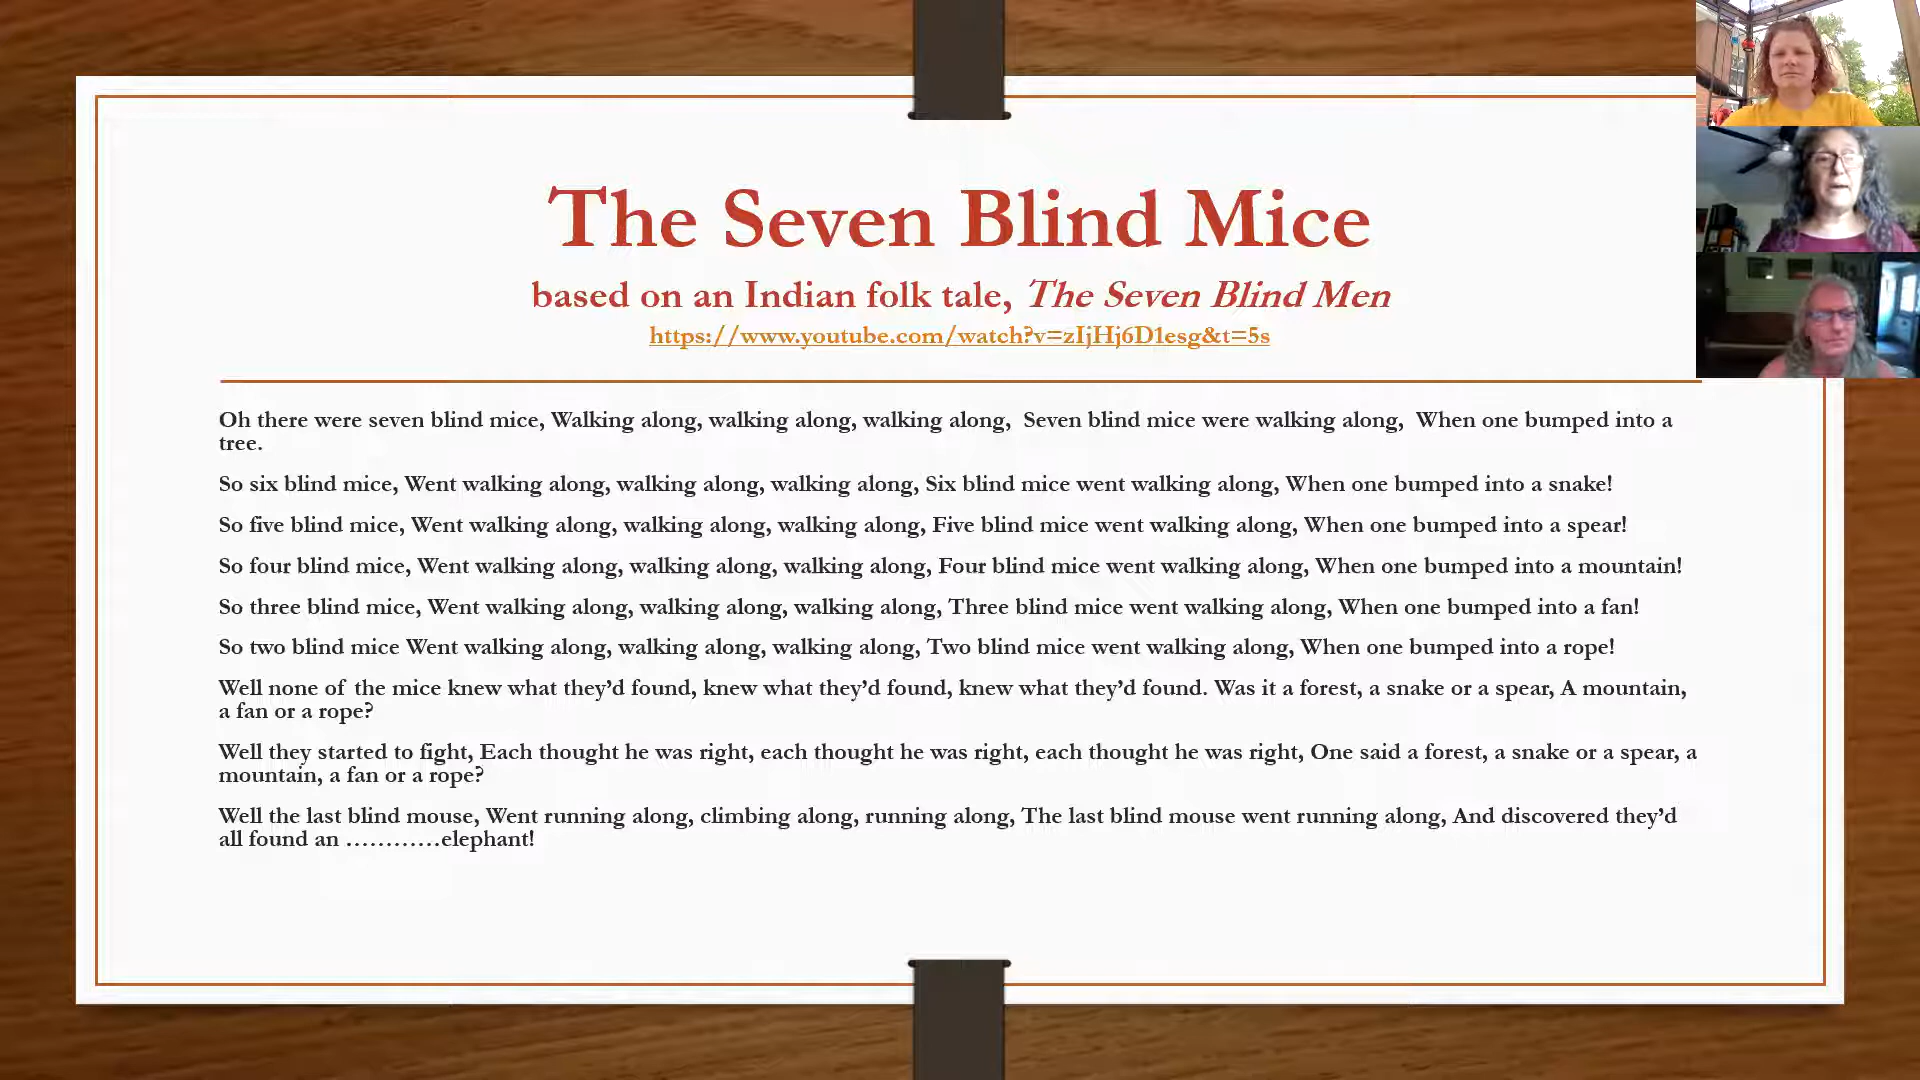 The Seven Blind Mice
based on an Indian folk tale, The Seven Blind Men
https://www.youtube.com/watch?v=zIjHj6D1esg&t=5s
Oh there were seven blind mice, Walking along, walking along, walking along,  Seven blind mice were walking along,  When one bumped into a
tree.
So six blind mice, Went walking along, walking along, walking along, Six blind mice went walking along, When one bumped into a snake!
So five blind mice, Went walking along, walking along, walking along, Five blind mice went walking along, When one bumped into a spear!
So four blind mice, Went walking along, walking along, walking along, Four blind mice went walking along, When one bumped into a mountain!
So three blind mice, Went walking along, walking along, walking along, Three blind mice went walking along, When one bumped into a fan!
So two blind mice Went walking along, walking along, walking along, Two blind mice went walking along, When one bumped into a rope!
Well none of the mice knew what they’d found, knew what they’d found, knew what they’d found. Was it a forest, a snake or a spear, A mountain,
a fan or a rope?
Well they started to fight, Each thought he was right, each thought he was right, each thought he was right, One said a forest, a snake or a spear, a
mountain, a fan or a rope?
Well the last blind mouse, Went running along, climbing along, running along, The last blind mouse went running along, And discovered they’d
all found an …………elephant!